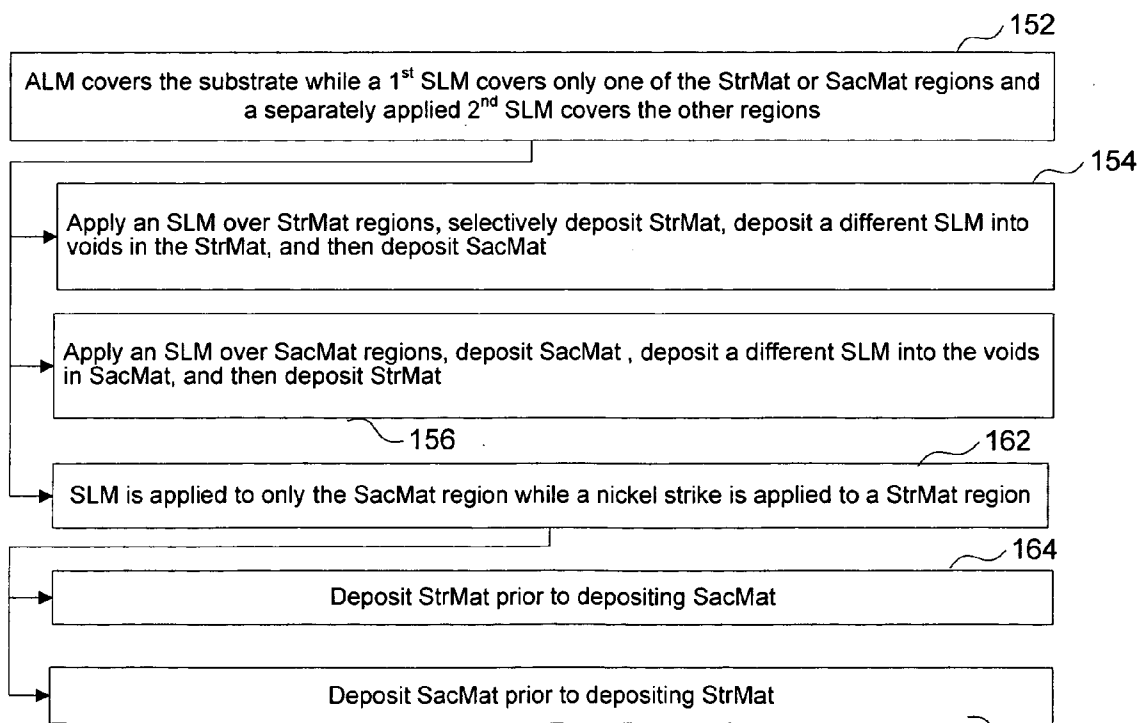 152
ALM covers the substrate while a 1st SLM covers only one of the StrMat or SacMat regions and
a separately applied 2nd SLM covers the other regions
154
Apply an SLM over StrMat regions, selectively deposit StrMat, deposit a different SLM into
voids in the StrMat, and then deposit SacMat
Apply an SLM over SacMat regions, deposit SacMat , deposit a different SLM into the voids
in SacMat, and then deposit StrMat
156
162
SLM is applied to only the SacMat region while a nickel strike is applied to a StrMat region
164
Deposit StrMat prior to depositing SacMat
Deposit SacMat prior to depositing StrMat